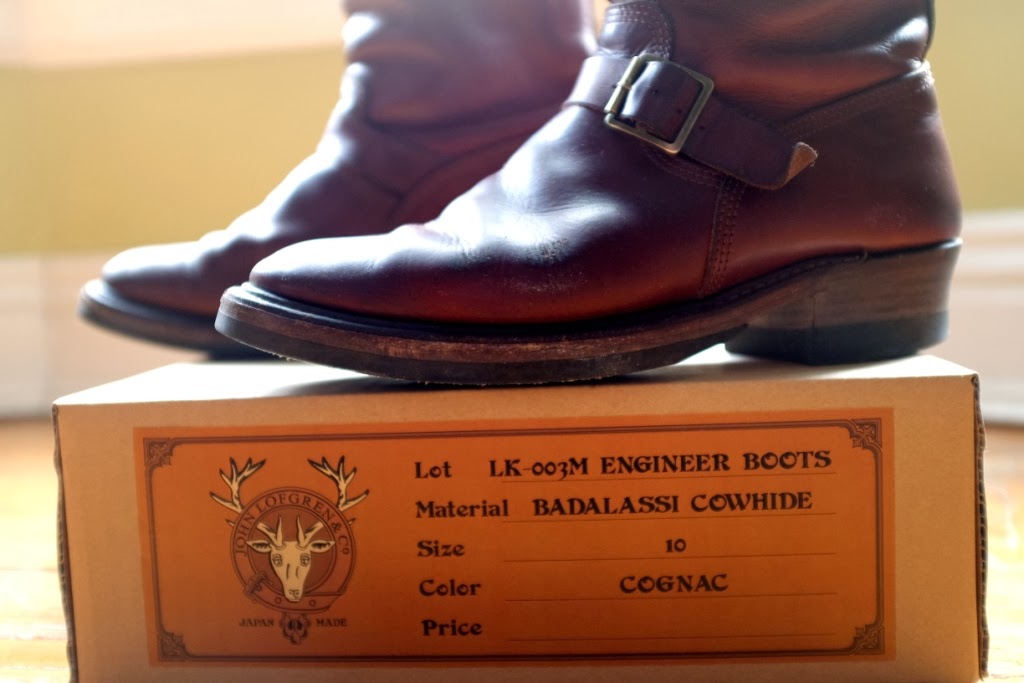 Lot LK-003M ENGINEER BOOTS
Material BADALASSI COWHIDE
Size 10
Color COGNAC
Price
JOHN LOFGREN & Co
JAPAN MADE